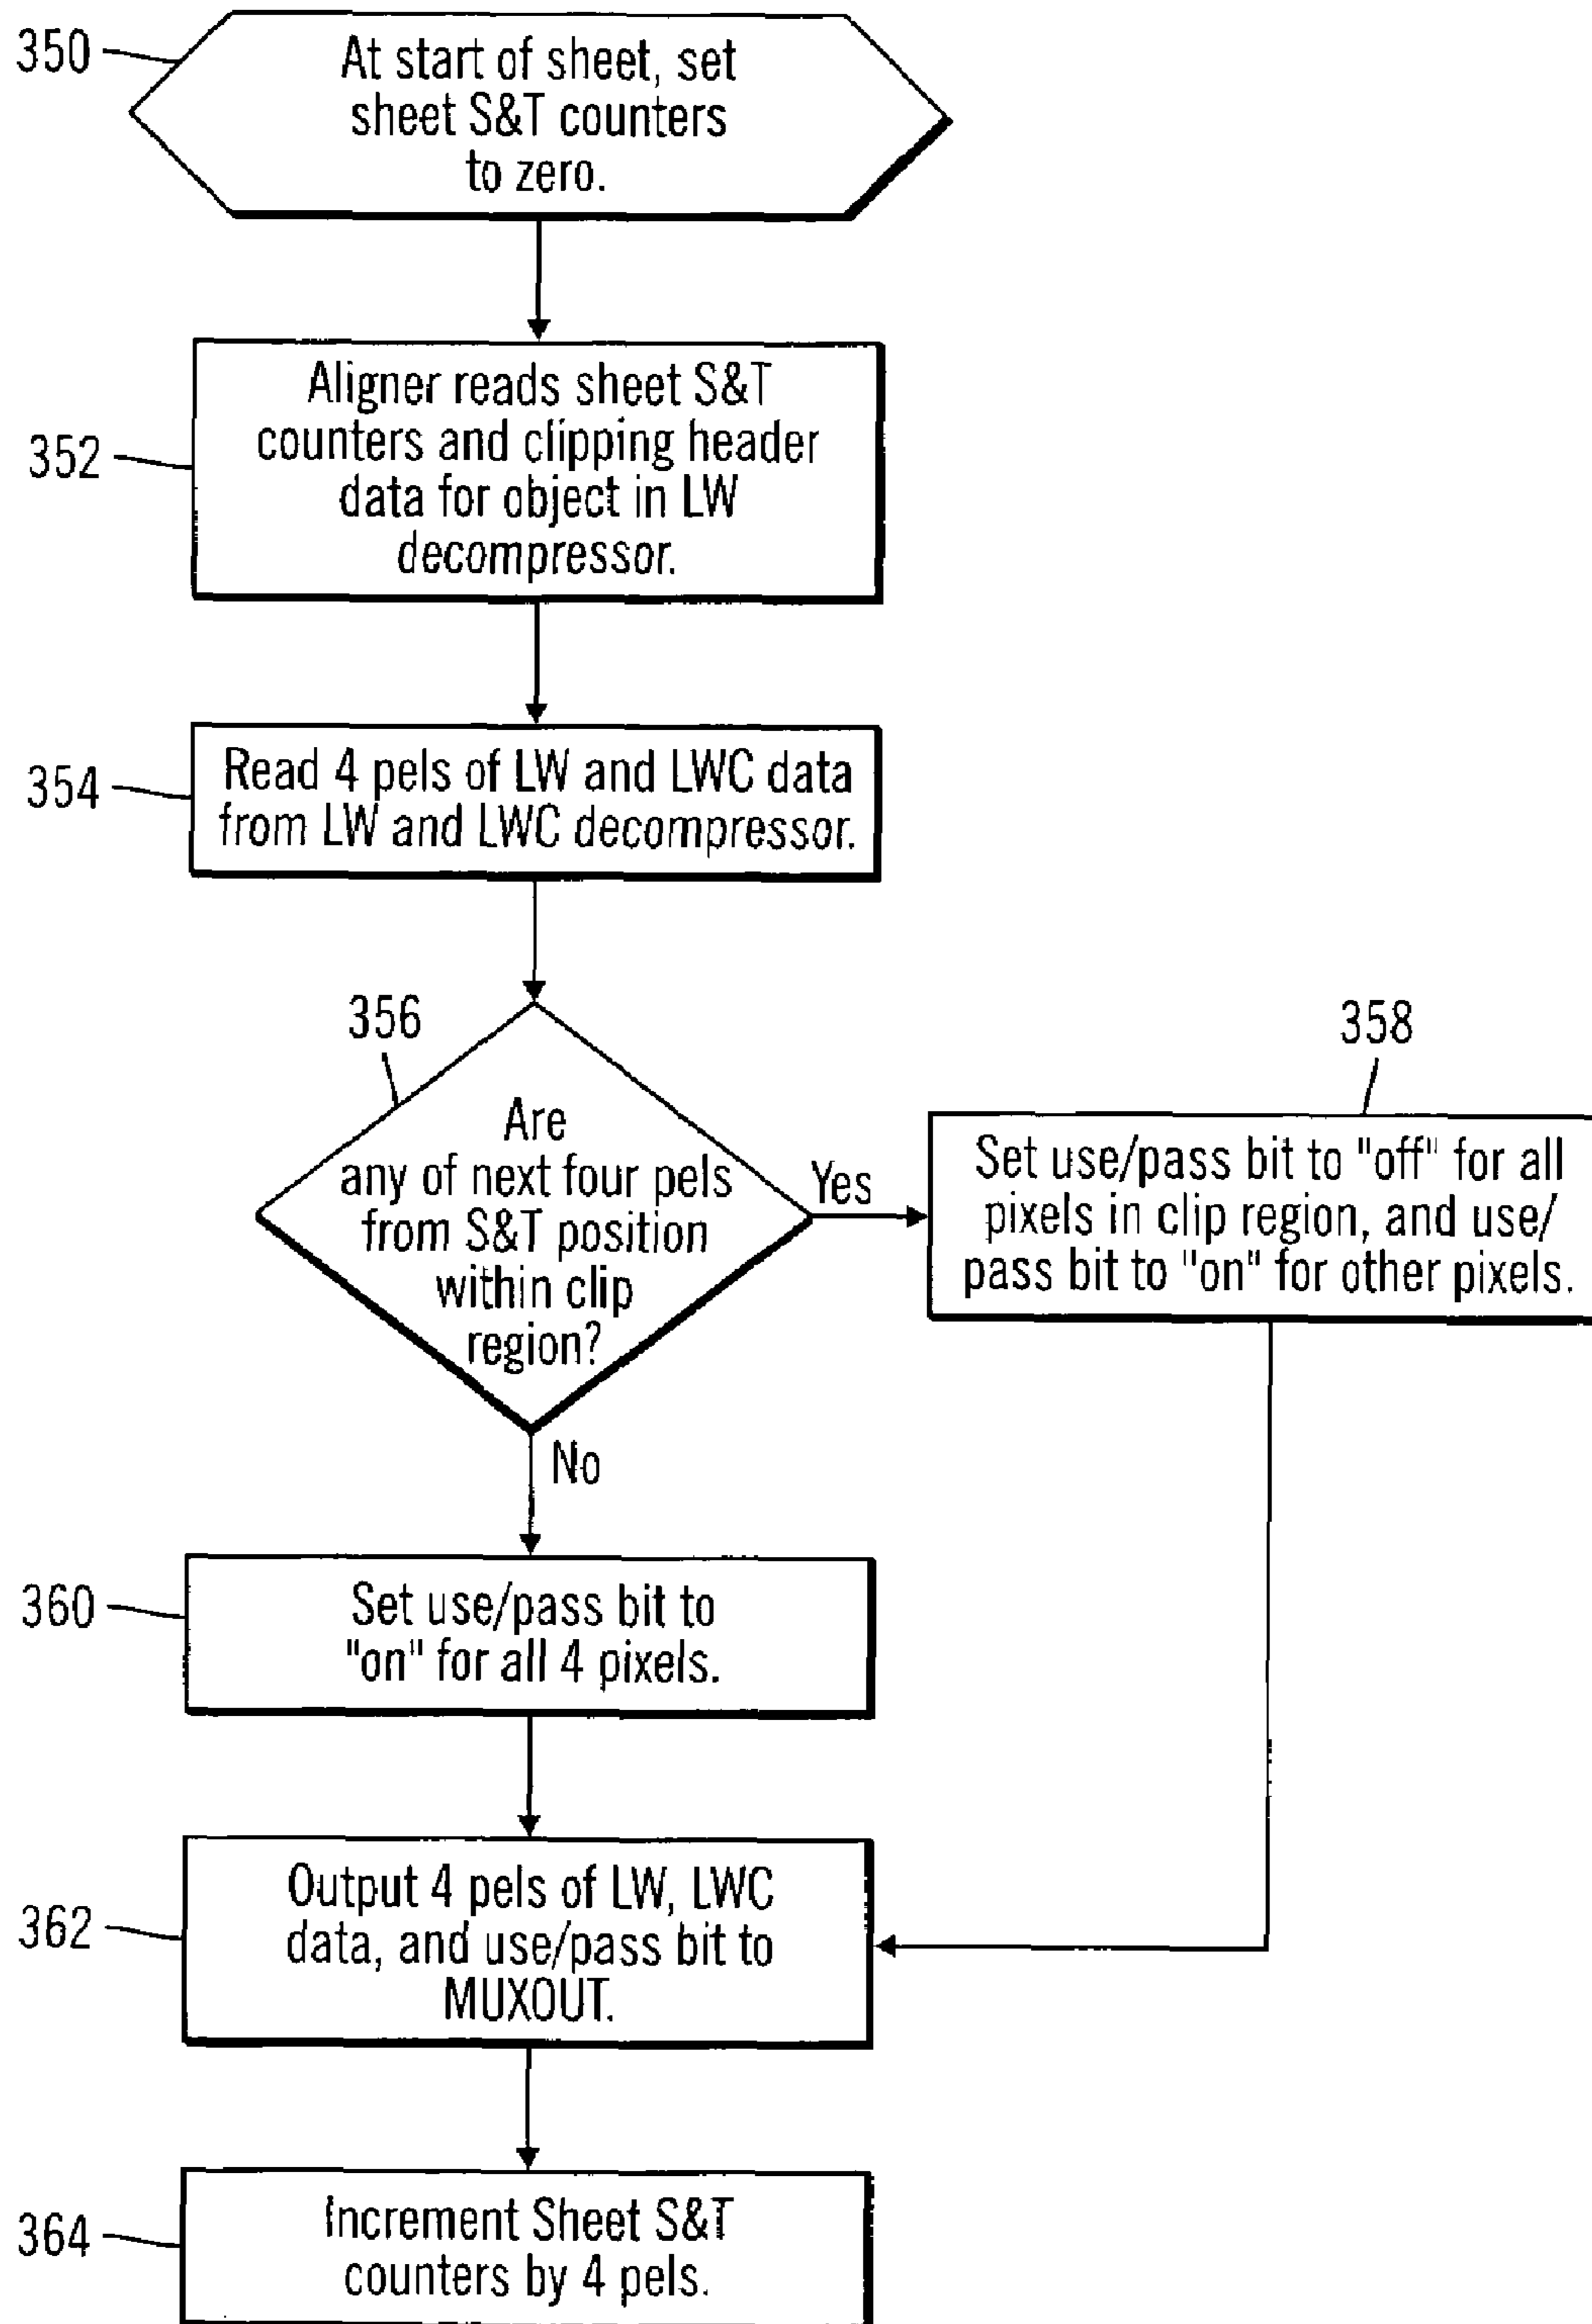 350
At start of sheet, set
sheet S&T counters
to zero.
352
Aligner reads sheet S&T
counters and clipping header
data for object in LW
decompressor.
354
Read 4 pels of LW and LWC data
from LW and LWC decompressor.
356
Are
any of next four pels
from S&T position
within clip
region?
Yes
358
Set use/pass bit to "off" for all
pixels in clip region, and use/
pass bit to "on" for other pixels.
No
360
Set use/pass bit to
"on" for all 4 pixels.
362
Output 4 pels of LW, LWC
data, and use/pass bit to
MUXOUT.
364
Increment Sheet S&T
counters by 4 pels.